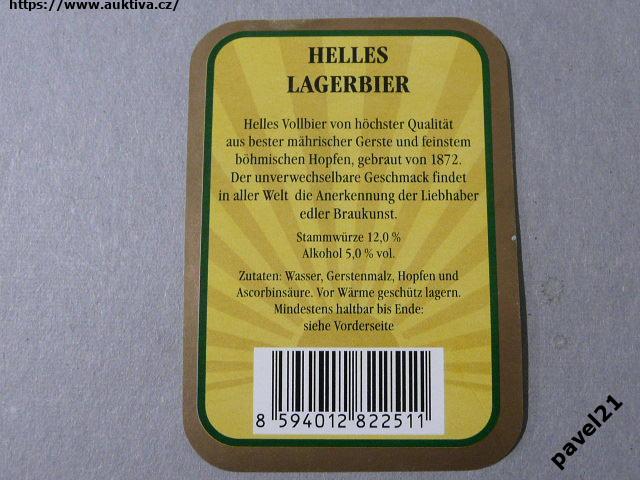 https://www.auktiva.cz/
HELLES
LAGERBIER
Helles Vollbier von höchster Qualität
aus bester mährischer Gerste und feinstem
böhmischen Hopfen, gebraut von 1872.
Der unverwechselbare Geschmack findet
in aller Welt die Anerkennung der Liebhaber
edler Braukunst.
Stammwürze 12,0 %
Alkohol 5,0 % vol.
Zutaten: Wasser, Gerstenmalz, Hopfen und
Ascorbinsäure. Vor Wärme geschütz lagern.
Mindestens haltbar bis Ende:
siehe Vorderseite
8 594012 822511
pavel21